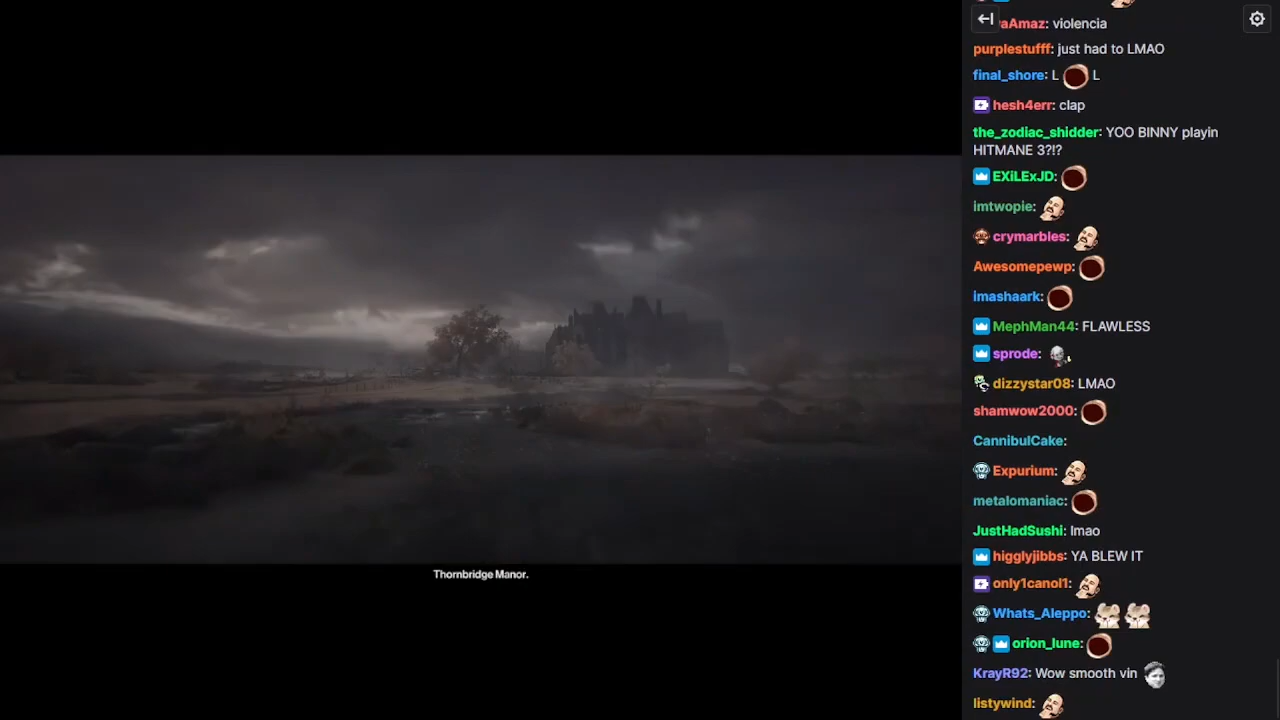 Thornbridge Manor.
aAmaz: violencia
purplestufff: just had to LMAO
final_shore: L L
hesh4err: clap
the_zodiac_shidder: YOO BINNY playin
HITMANE 3?!?
EXiLExJD:
imtwopie:
crymarbles:
Awesomepewp:
imashaark:
MephMan44: FLAWLESS
sprode:
dizzystar08: LMAO
shamwow2000:
CannibulCake:
Expurium:
metalomaniac:
JustHadSushi: lmao
higglyjibbs: YA BLEW IT
only1canol1:
Whats_Aleppo:
orion_lune:
KrayR92: Wow smooth vin
listywind: